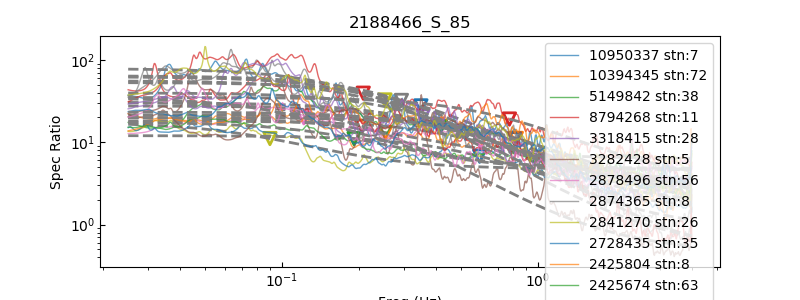 2188466_S_85
Spec Ratio
10²
10¹
10⁰
10⁻¹
10⁰
10950337 stn:7
10394345 stn:72
5149842 stn:38
8794268 stn:11
3318415 stn:28
3282428 stn:5
2878496 stn:56
2874365 stn:8
2841270 stn:26
2728435 stn:35
2425804 stn:8
2425674 stn:63
Freq (Hz)